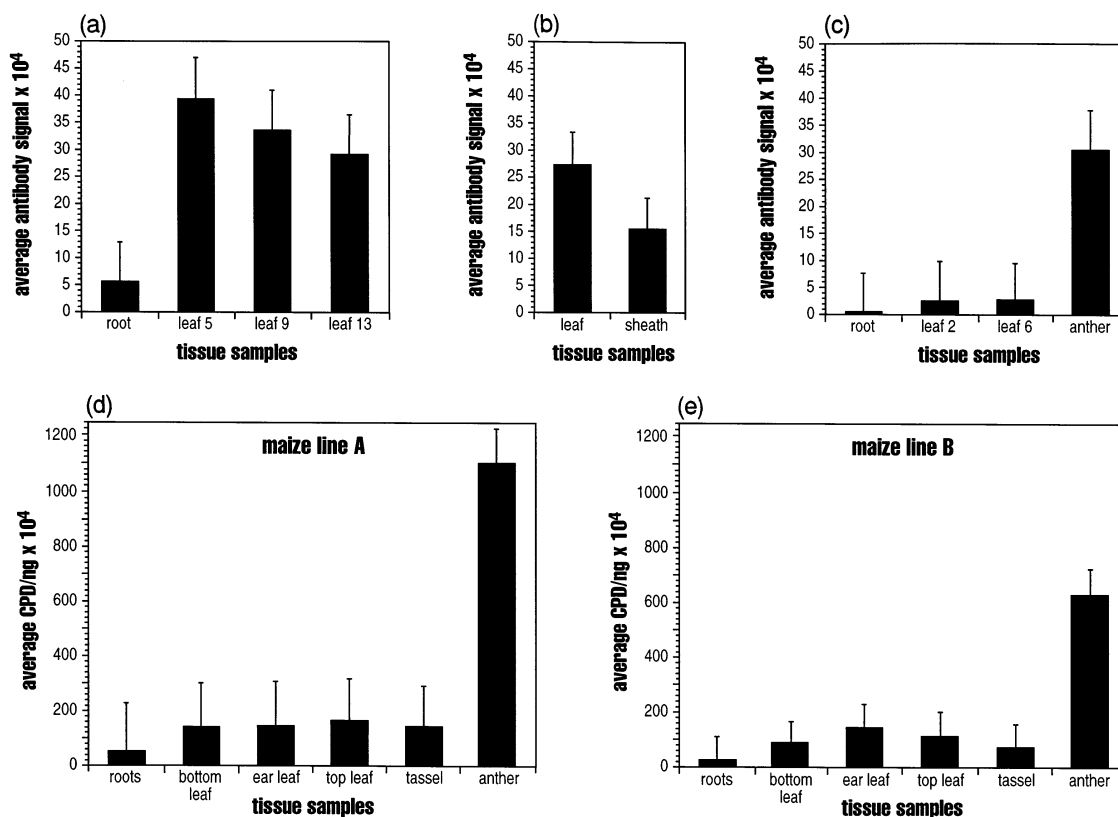 (a)
average antibody signal x 10⁴
50
45
40
35
30
25
20
15
10
5
0
root leaf 5 leaf 9 leaf 13
tissue samples
(b)
average antibody signal x 10⁴
50
45
40
35
30
25
20
15
10
5
0
leaf sheath
tissue samples
(c)
average antibody signal x 10⁴
50
45
40
35
30
25
20
15
10
5
0
root leaf 2 leaf 6 anther
tissue samples
(d)
maize line A
average CPD/ng x 10⁴
1200
1000
800
600
400
200
0
roots bottom leaf ear leaf top leaf tassel anther
tissue samples
(e)
maize line B
average CPD/ng x 10⁴
1200
1000
800
600
400
200
0
roots bottom leaf ear leaf top leaf tassel anther
tissue samples